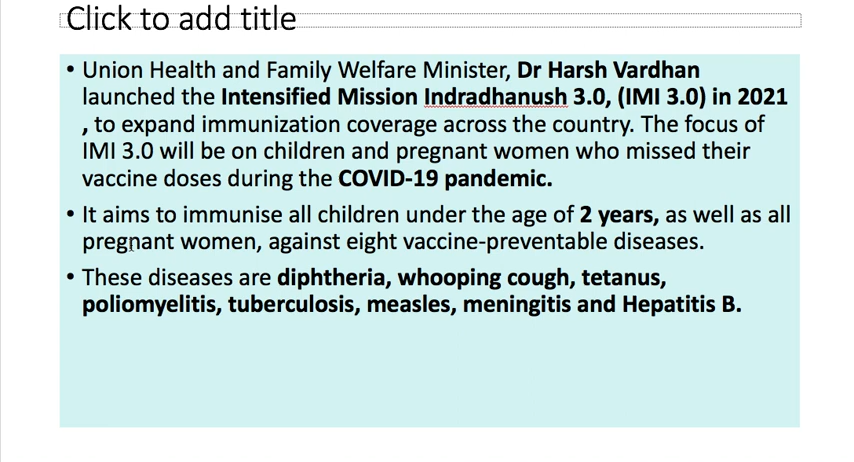 Click to add title
• Union Health and Family Welfare Minister, Dr Harsh Vardhan
launched the Intensified Mission Indradhanush 3.0, (IMI 3.0) in 2021
, to expand immunization coverage across the country. The focus of
IMI 3.0 will be on children and pregnant women who missed their
vaccine doses during the COVID-19 pandemic.
• It aims to immunise all children under the age of 2 years, as well as all
pregnant women, against eight vaccine-preventable diseases.
• These diseases are diphtheria, whooping cough, tetanus,
poliomyelitis, tuberculosis, measles, meningitis and Hepatitis B.